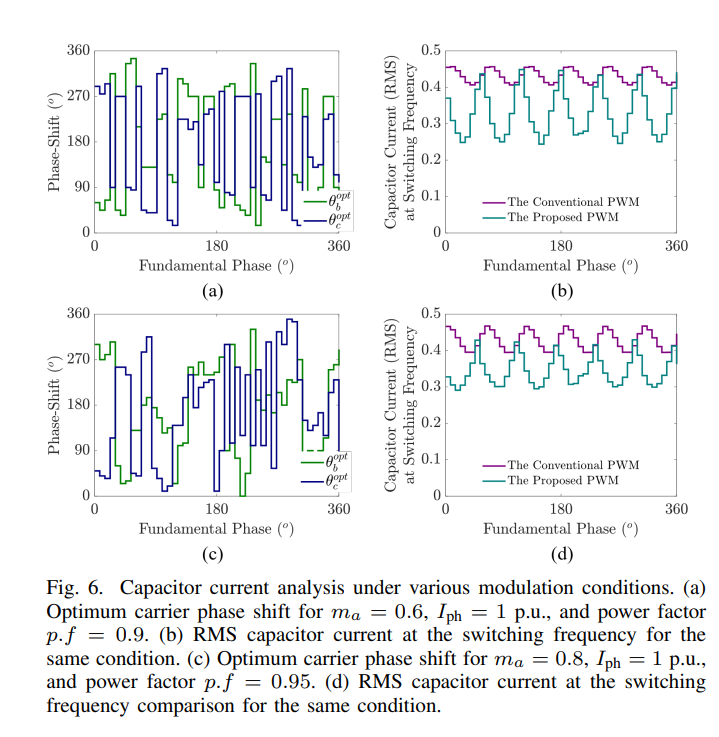 360
270
180
90
0
Phase-Shift (°)
θ_b^opt
θ_c^opt
0
180
360
Fundamental Phase (°)
(a)
0.5
0.4
0.3
0.2
0.1
0
Capacitor Current (RMS)
at Switching Frequency
The Conventional PWM
The Proposed PWM
0
180
360
Fundamental Phase (°)
(b)
360
270
180
90
0
Phase-Shift (°)
θ_b^opt
θ_c^opt
0
180
360
Fundamental Phase (°)
(c)
0.5
0.4
0.3
0.2
0.1
0
Capacitor Current (RMS)
at Switching Frequency
The Conventional PWM
The Proposed PWM
0
180
360
Fundamental Phase (°)
(d)
Fig. 6. Capacitor current analysis under various modulation conditions. (a)
Optimum carrier phase shift for m_a = 0.6, I_ph = 1 p.u., and power factor
p.f = 0.9. (b) RMS capacitor current at the switching frequency for the
same condition. (c) Optimum carrier phase shift for m_a = 0.8, I_ph = 1 p.u.,
and power factor p.f = 0.95. (d) RMS capacitor current at the switching
frequency comparison for the same condition.